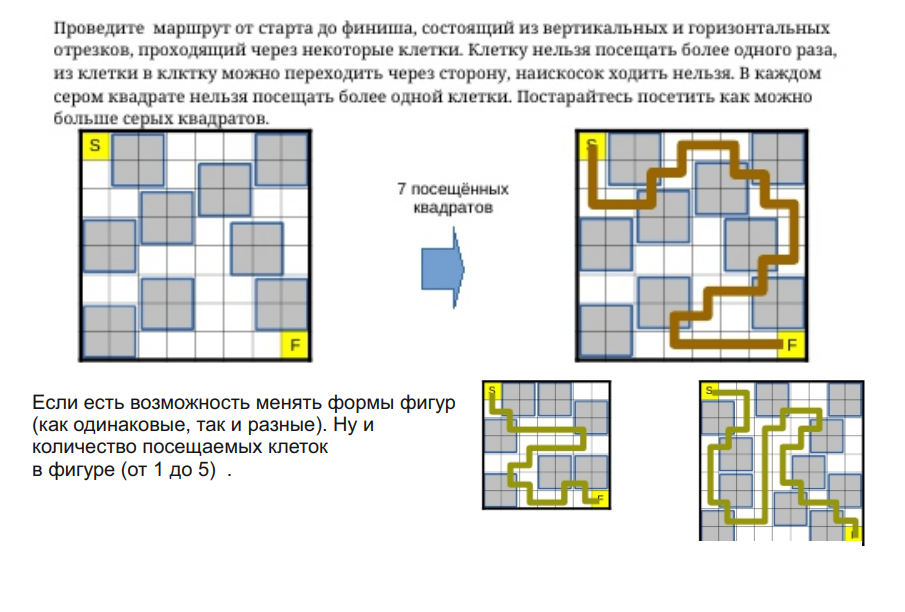 Проведите  маршрут от старта до финиша, состоящий из вертикальных и горизонтальных
отрезков, проходящий через некоторые клетки. Клетку нельзя посещать более одного раза,
из клетки в клктку можно переходить через сторону, наискосок ходить нельзя. В каждом
сером квадрате нельзя посещать более одной клетки. Постарайтесь посетить как можно
больше серых квадратов.
S
F
7 посещённых
квадратов
S
F
Если есть возможность менять формы фигур
(как одинаковые, так и разные). Ну и
количество посещаемых клеток
в фигуре (от 1 до 5)  .
S
F
S